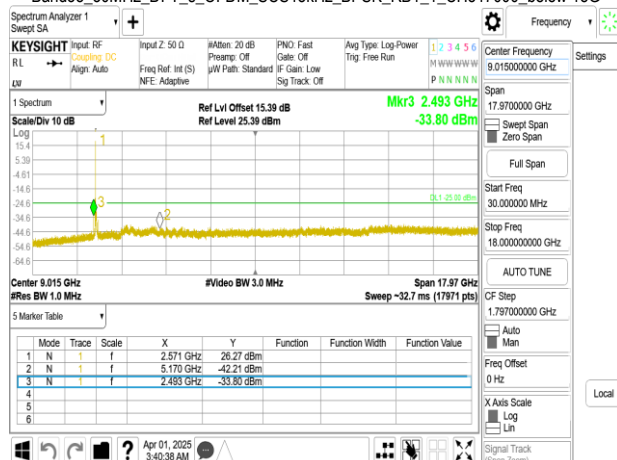 Spectrum Analyzer 1
Swept SA
Frequency
KEYSIGHT
Input: RF
Coupling: DC
Align: Auto
Input Z: 50 Ω
Freq Ref: Int (S)
NFE: Adaptive
#Atten: 20 dB
Preamp: Off
µW Path: Standard
PNO: Fast
Gate: Off
IF Gain: Low
Sig Track: Off
Avg Type: Log-Power
Trig: Free Run
1 2 3 4 5 6
M W W W W W
P N N N N N
RL
LXI
Center Frequency
9.015000000 GHz
Settings
Span
17.9700000 GHz
Swept Span
Zero Span
Full Span
Start Freq
30.000000 MHz
Stop Freq
18.000000000 GHz
AUTO TUNE
CF Step
1.797000000 GHz
Auto
Man
Freq Offset
0 Hz
X Axis Scale
Log
Lin
Signal Track
Local
1 Spectrum
Scale/Div 10 dB
Ref Lvl Offset 15.39 dB
Ref Level 25.39 dBm
Mkr3 2.493 GHz
-33.80 dBm
Log
15.4
5.39
-4.61
-14.6
-24.6
-34.6
-44.6
-54.6
-64.6
1
2
3
DL1 -25.00 dBm
Center 9.015 GHz
#Res BW 1.0 MHz
#Video BW 3.0 MHz
Span 17.97 GHz
Sweep ~32.7 ms (17971 pts)
5 Marker Table
Mode Trace Scale X Y Function Function Width Function Value
1 N 1 f 2.571 GHz 26.27 dBm
2 N 1 f 5.170 GHz -42.21 dBm
3 N 1 f 2.493 GHz -33.80 dBm
4
5
6
?
Apr 01, 2025
3:40:38 AM